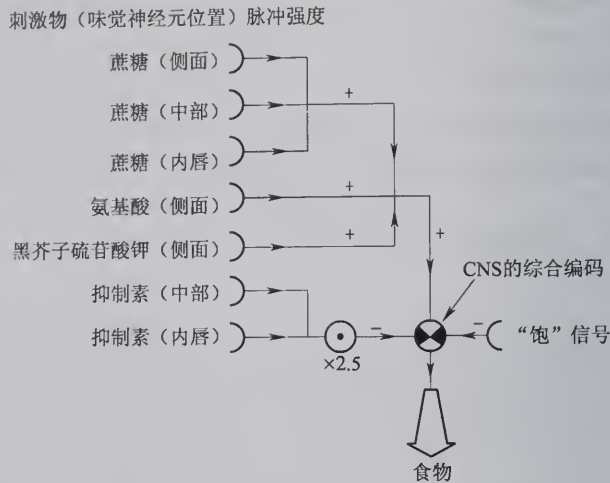 刺激物（味觉神经元位置）脉冲强度
蔗糖（侧面）
+
蔗糖（中部）
蔗糖（内唇）
+
氨基酸（侧面）
黑芥子硫苷酸钾（侧面）
+
+
CNS的综合编码
抑制素（中部）
抑制素（内唇）
−
−
“饱”信号
×2.5
食物